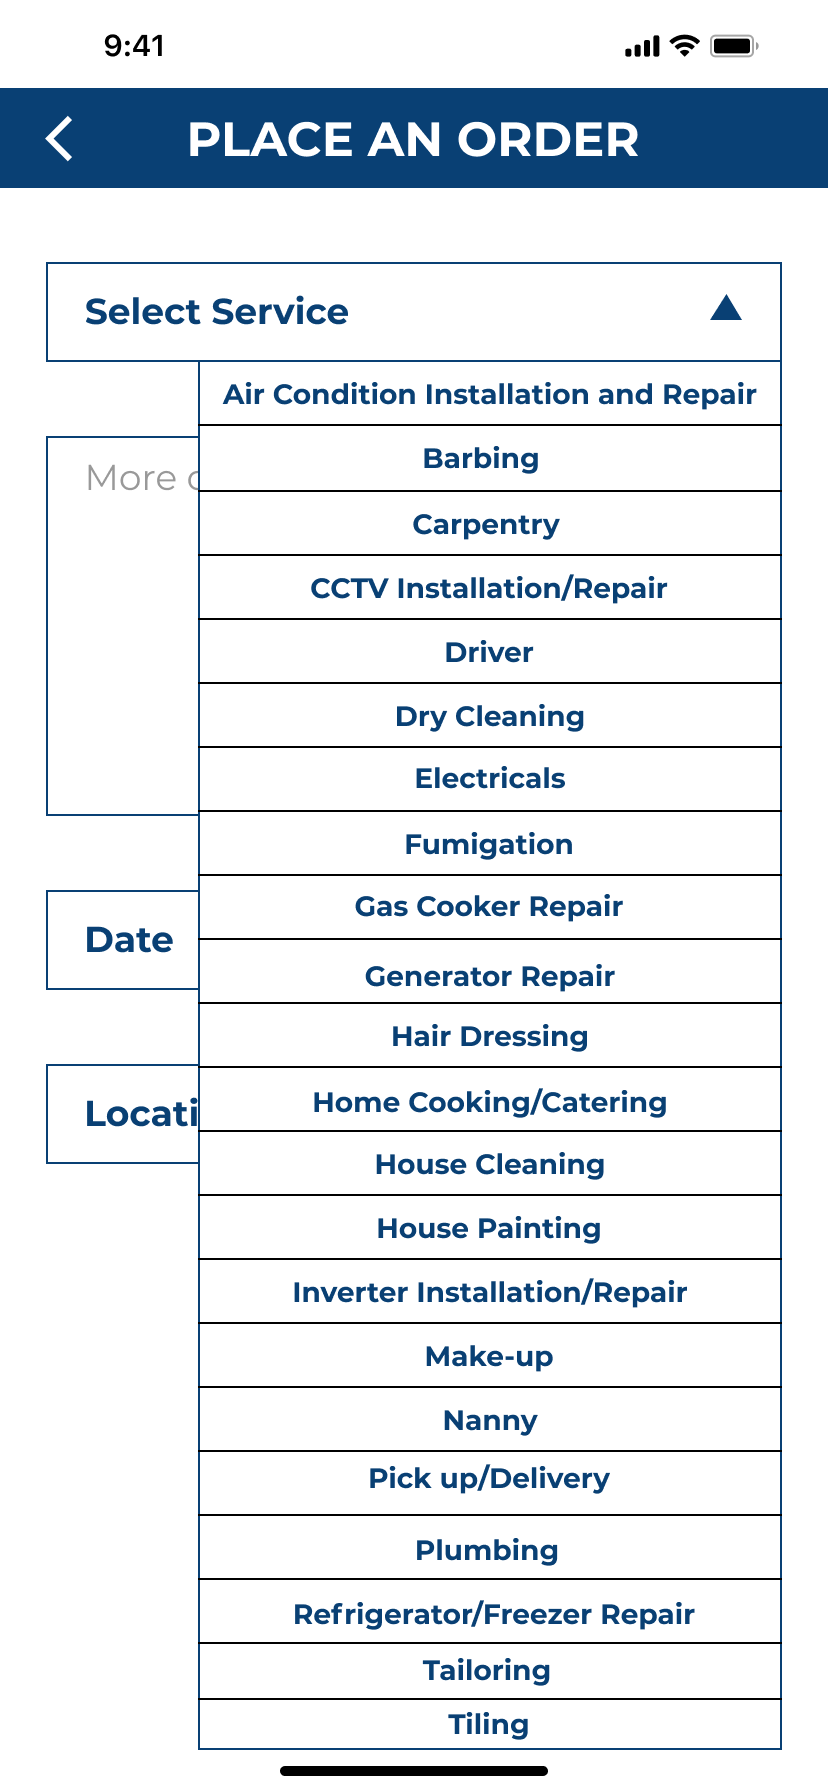 9:41
PLACE AN ORDER
Select Service
Air Condition Installation and Repair
Barbing
More
Carpentry
CCTV Installation/Repair
Driver
Dry Cleaning
Electricals
Fumigation
Gas Cooker Repair
Date
Generator Repair
Hair Dressing
Home Cooking/Catering
Locati
House Cleaning
House Painting
Inverter Installation/Repair
Make-up
Nanny
Pick up/Delivery
Plumbing
Refrigerator/Freezer Repair
Tailoring
Tiling